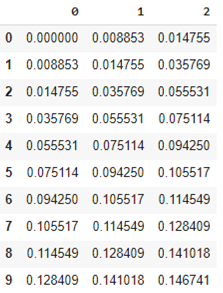 0 1 2
0 0.000000 0.008853 0.014755
1 0.008853 0.014755 0.035769
2 0.014755 0.035769 0.055531
3 0.035769 0.055531 0.075114
4 0.055531 0.075114 0.094250
5 0.075114 0.094250 0.105517
6 0.094250 0.105517 0.114549
7 0.105517 0.114549 0.128409
8 0.114549 0.128409 0.141018
9 0.128409 0.141018 0.146741